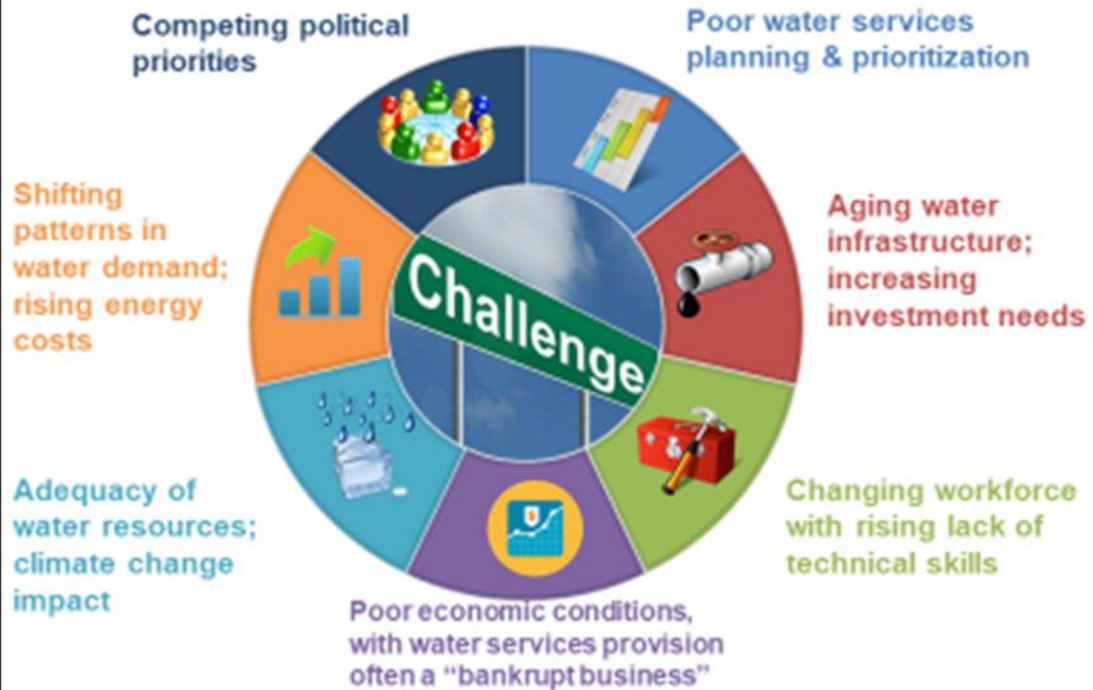 Competing political
priorities
Poor water services
planning & prioritization
Shifting
patterns in
water demand;
rising energy
costs
Aging water
infrastructure;
increasing
investment needs
Challenge
Adequacy of
water resources;
climate change
impact
Changing workforce
with rising lack of
technical skills
Poor economic conditions,
with water services provision
often a “bankrupt business”